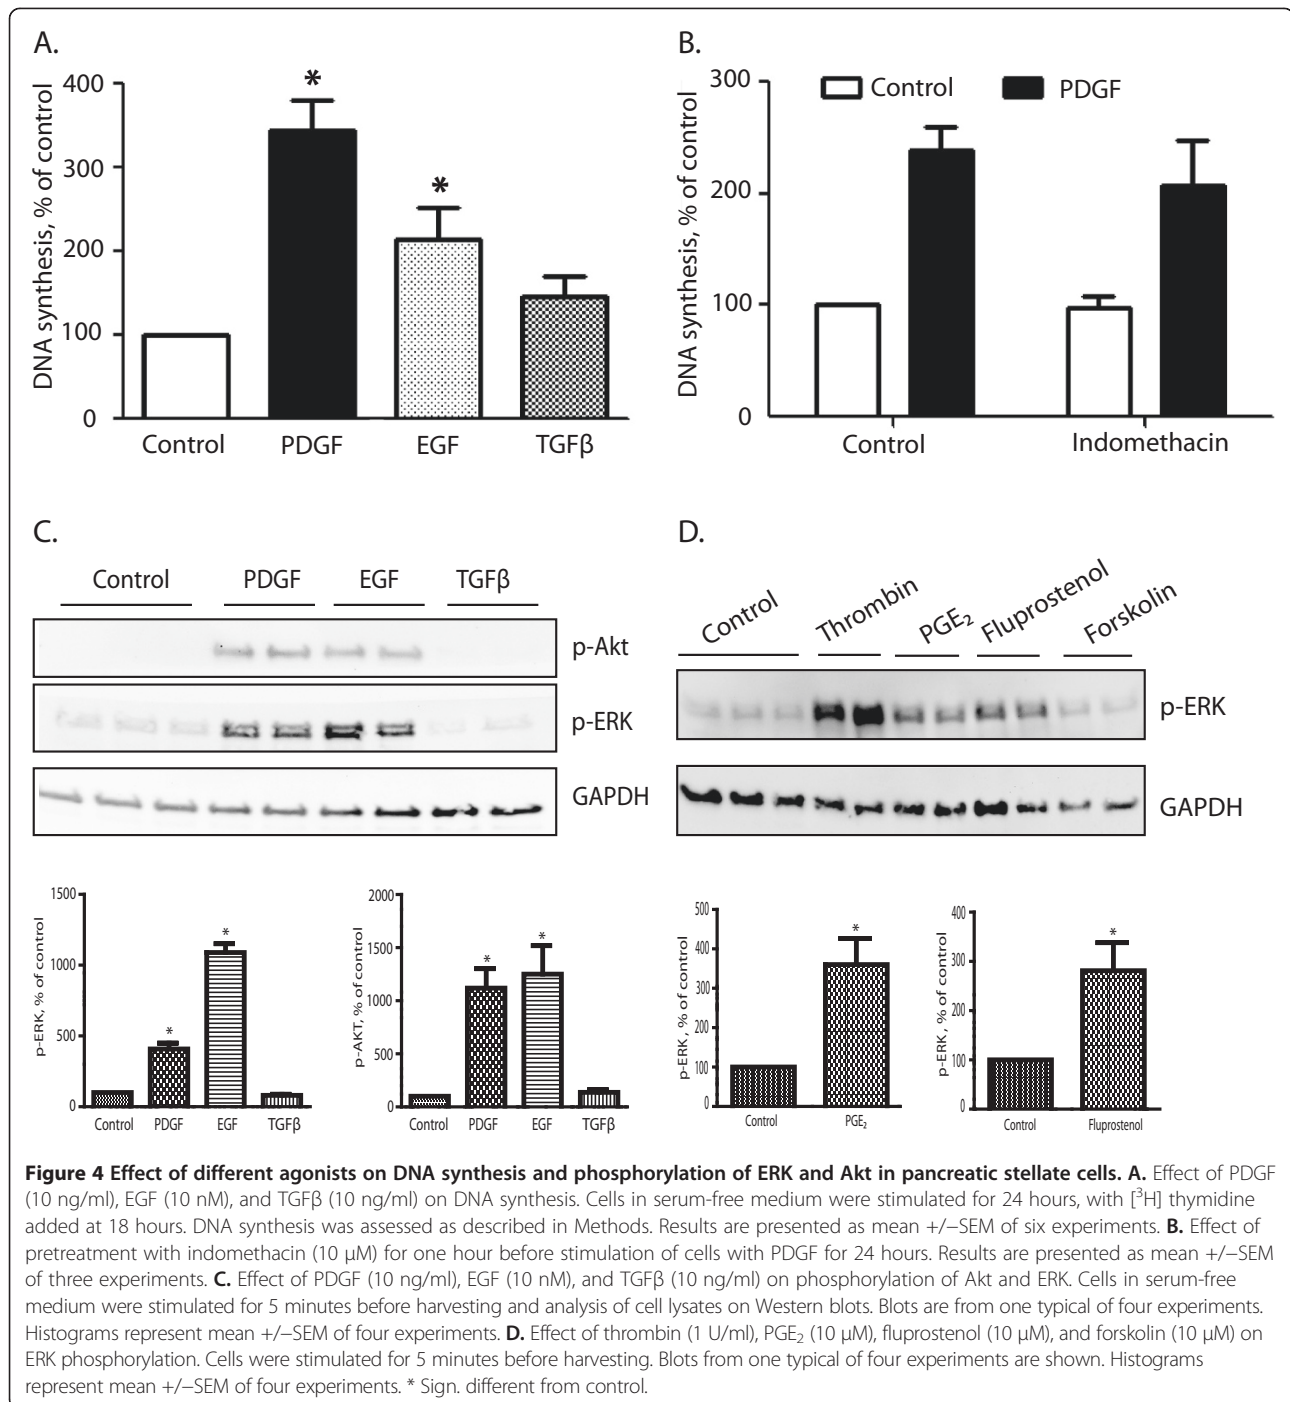 A.
DNA synthesis, % of control
400
300
200
100
0
*
*
Control PDGF EGF TGFβ
B.
DNA synthesis, % of control
300
200
100
0
Control PDGF
Control Indomethacin
C.
Control PDGF EGF TGFβ
p-Akt
p-ERK
GAPDH
p-ERK, % of control
1500
1000
500
0
*
*
Control PDGF EGF TGFβ
p-AKT, % of control
2000
1500
1000
500
0
*
*
Control PDGF EGF TGFβ
D.
Control Thrombin PGE₂ Fluprostenol Forskolin
p-ERK
GAPDH
p-ERK , % of control
500
400
300
200
100
0
*
Control PGE₂
p-ERK, % of control
400
300
200
100
0
*
Control Fluprostenol
Figure 4 Effect of different agonists on DNA synthesis and phosphorylation of ERK and Akt in pancreatic stellate cells. A. Effect of PDGF
(10 ng/ml), EGF (10 nM), and TGFβ (10 ng/ml) on DNA synthesis. Cells in serum-free medium were stimulated for 24 hours, with [³H] thymidine
added at 18 hours. DNA synthesis was assessed as described in Methods. Results are presented as mean +/−SEM of six experiments. B. Effect of
pretreatment with indomethacin (10 μM) for one hour before stimulation of cells with PDGF for 24 hours. Results are presented as mean +/−SEM
of three experiments. C. Effect of PDGF (10 ng/ml), EGF (10 nM), and TGFβ (10 ng/ml) on phosphorylation of Akt and ERK. Cells in serum-free
medium were stimulated for 5 minutes before harvesting and analysis of cell lysates on Western blots. Blots are from one typical of four experiments.
Histograms represent mean +/−SEM of four experiments. D. Effect of thrombin (1 U/ml), PGE₂ (10 μM), fluprostenol (10 μM), and forskolin (10 μM) on
ERK phosphorylation. Cells were stimulated for 5 minutes before harvesting. Blots from one typical of four experiments are shown. Histograms
represent mean +/−SEM of four experiments. * Sign. different from control.